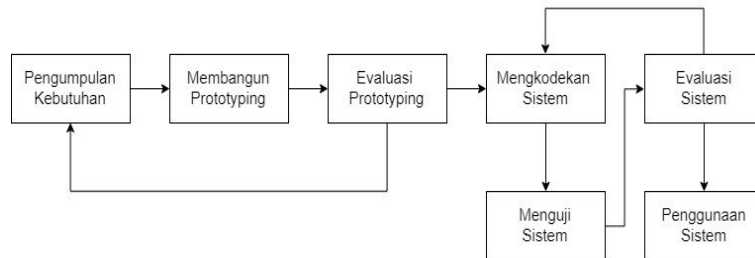 Pengumpulan
Kebutuhan
Membangun
Prototyping
Evaluasi
Prototyping
Mengkodekan
Sistem
Evaluasi
Sistem
Menguji
Sistem
Penggunaan
Sistem